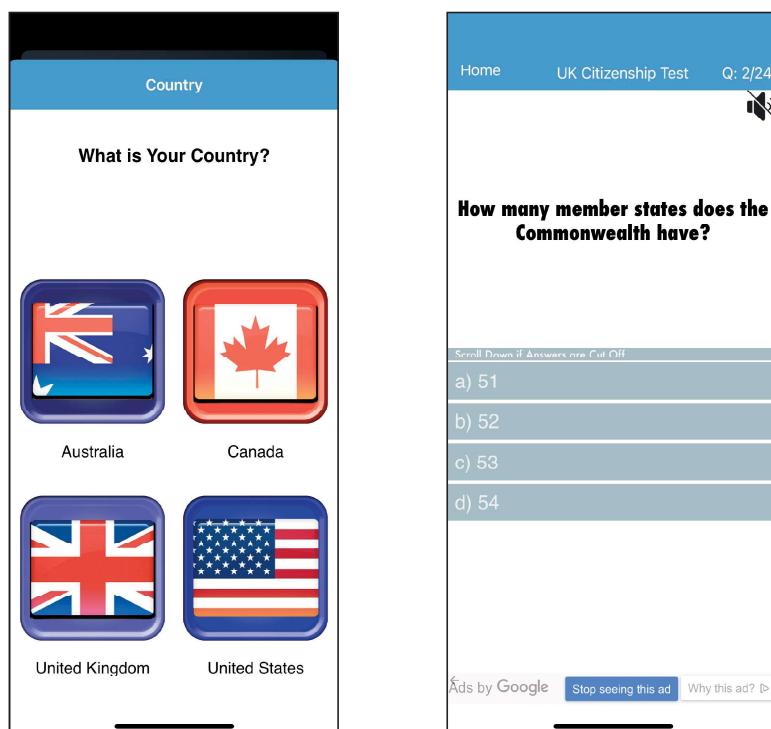 Country
What is Your Country?
Australia
Canada
United Kingdom
United States
Home
UK Citizenship Test
Q: 2/24
How many member states does the
Commonwealth have?
Scroll Down if Answers are Cut Off
a) 51
b) 52
c) 53
d) 54
Ads by Google
Stop seeing this ad
Why this ad?